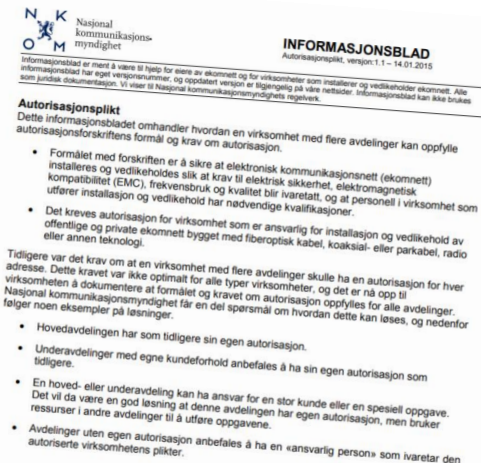 N K
O M
Nasjonal
kommunikasjons-
myndighet
INFORMASJONSBLAD
Autorisasjonsplikt, versjon:1.1 – 14.01.2015
Informasjonsblad er ment å være til hjelp for eiere av ekomnett og for virksomheter som installerer og vedlikeholder ekomnett. Alle
informasjonsblad har eget versjonsnummer, og oppdatert versjon er tilgjengelig på våre nettsider. Informasjonsblad kan ikke brukes
som juridisk dokumentasjon. Vi viser til Nasjonal kommunikasjonsmyndighets regelverk.
Autorisasjonsplikt
Dette informasjonsbladet omhandler hvordan en virksomhet med flere avdelinger kan oppfylle
autorisasjonsforskriftens formål og krav om autorisasjon.
• Formålet med forskriften er å sikre at elektronisk kommunikasjonsnett (ekomnett)
installeres og vedlikeholdes slik at krav til elektrisk sikkerhet, elektromagnetisk
kompatibilitet (EMC), frekvensbruk og kvalitet blir ivaretatt, og at personell i virksomhet som
utfører installasjon og vedlikehold har nødvendige kvalifikasjoner.
• Det kreves autorisasjon for virksomhet som er ansvarlig for installasjon og vedlikehold av
offentlige og private ekomnett bygget med fiberoptisk kabel, koaksial- eller parkabel, radio
eller annen teknologi.
Tidligere var det krav om at en virksomhet med flere avdelinger skulle ha en autorisasjon for hver
adresse. Dette kravet var ikke optimalt for alle typer virksomheter, og det er nå opp til
virksomheten å dokumentere at formålet og kravet om autorisasjon oppfylles for alle avdelinger.
Nasjonal kommunikasjonsmyndighet får en del spørsmål om hvordan dette kan løses, og nedenfor
følger noen eksempler på løsninger.
• Hovedavdelingen har som tidligere sin egen autorisasjon.
• Underavdelinger med egne kundeforhold anbefales å ha sin egen autorisasjon som
tidligere.
• En hoved- eller underavdeling kan ha ansvar for en stor kunde eller en spesiell oppgave.
Det vil da være en god løsning at denne avdelingen har egen autorisasjon, men bruker
ressurser i andre avdelinger til å utføre oppgavene.
• Avdelinger uten egen autorisasjon anbefales å ha en «ansvarlig person» som ivaretar den
autoriserte virksomhetens plikter.